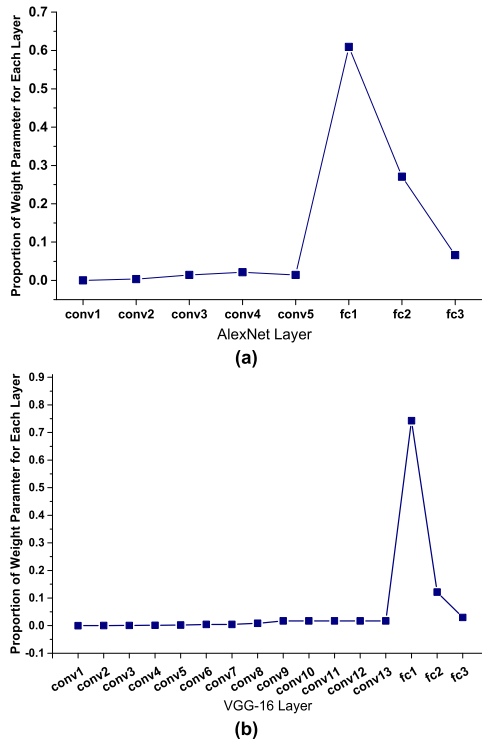 Proportion of Weight Parameter for Each Layer
0.7
0.6
0.5
0.4
0.3
0.2
0.1
0.0
conv1 conv2 conv3 conv4 conv5 fc1 fc2 fc3
AlexNet Layer
(a)
Proportion of Weight Paramter for Each Layer
0.9
0.8
0.7
0.6
0.5
0.4
0.3
0.2
0.1
0.0
-0.1
conv1 conv2 conv3 conv4 conv5 conv6 conv7 conv8 conv9 conv10 conv11 conv12 conv13 fc1 fc2 fc3
VGG-16 Layer
(b)